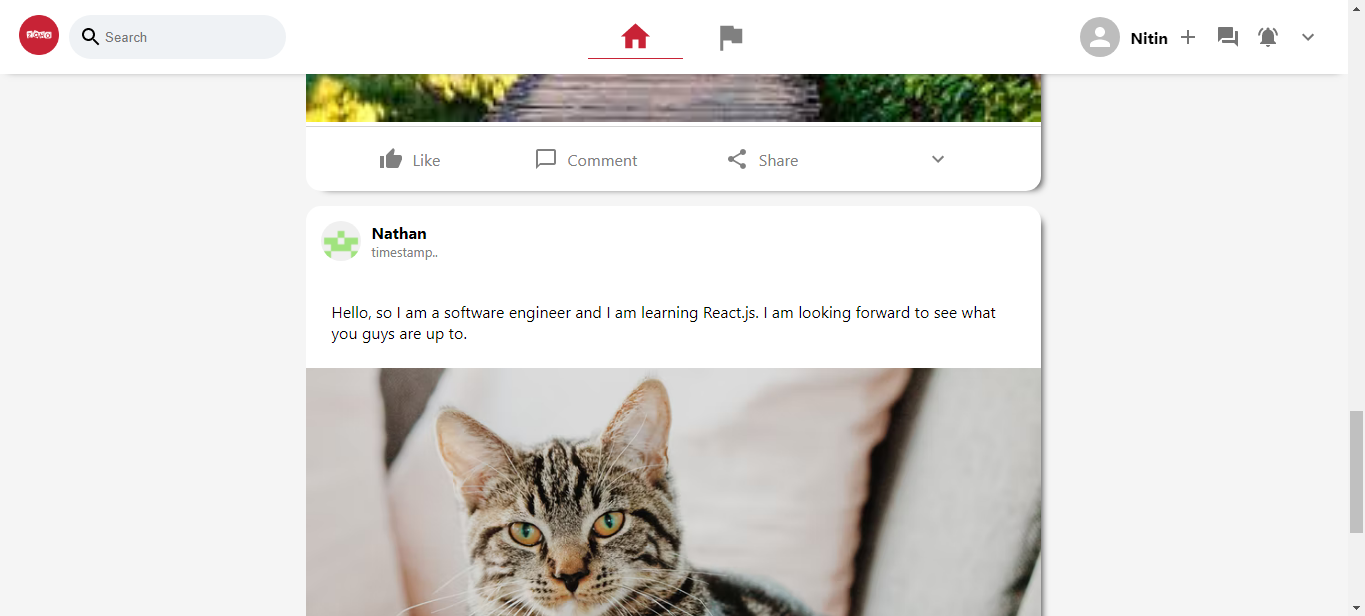 ZOHO
Search
Nitin
Like
Comment
Share
Nathan
timestamp..
Hello, so I am a software engineer and I am learning React.js. I am looking forward to see what
you guys are up to.